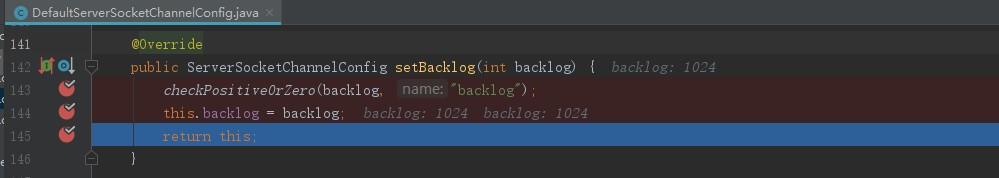 DefaultServerSocketChannelConfig.java ×
141 @Override
142 public ServerSocketChannelConfig setBacklog(int backlog) { backlog: 1024
143 checkPositiveOrZero(backlog, name: "backlog");
144 this.backlog = backlog; backlog: 1024 backlog: 1024
145 return this;
146 }